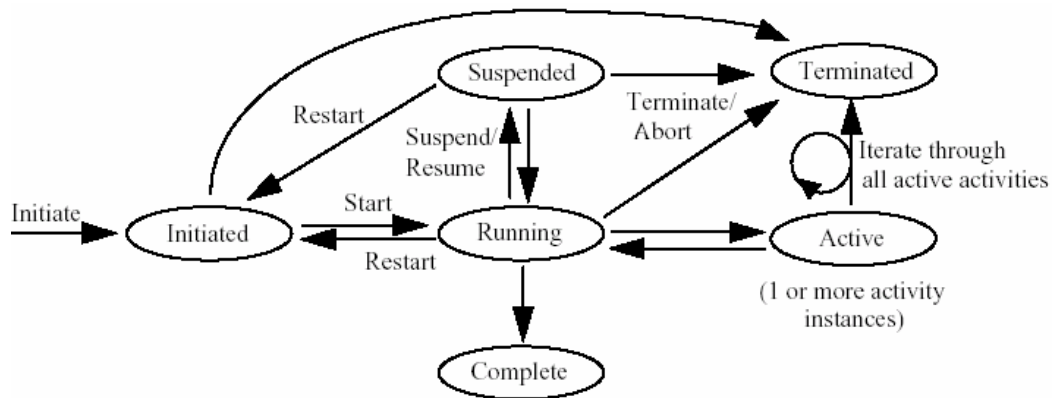 Suspended
Terminated
Restart
Terminate/
Abort
Suspend/
Resume
Iterate through
all active activities
Initiate
Initiated
Start
Restart
Running
Active
(1 or more activity
instances)
Complete